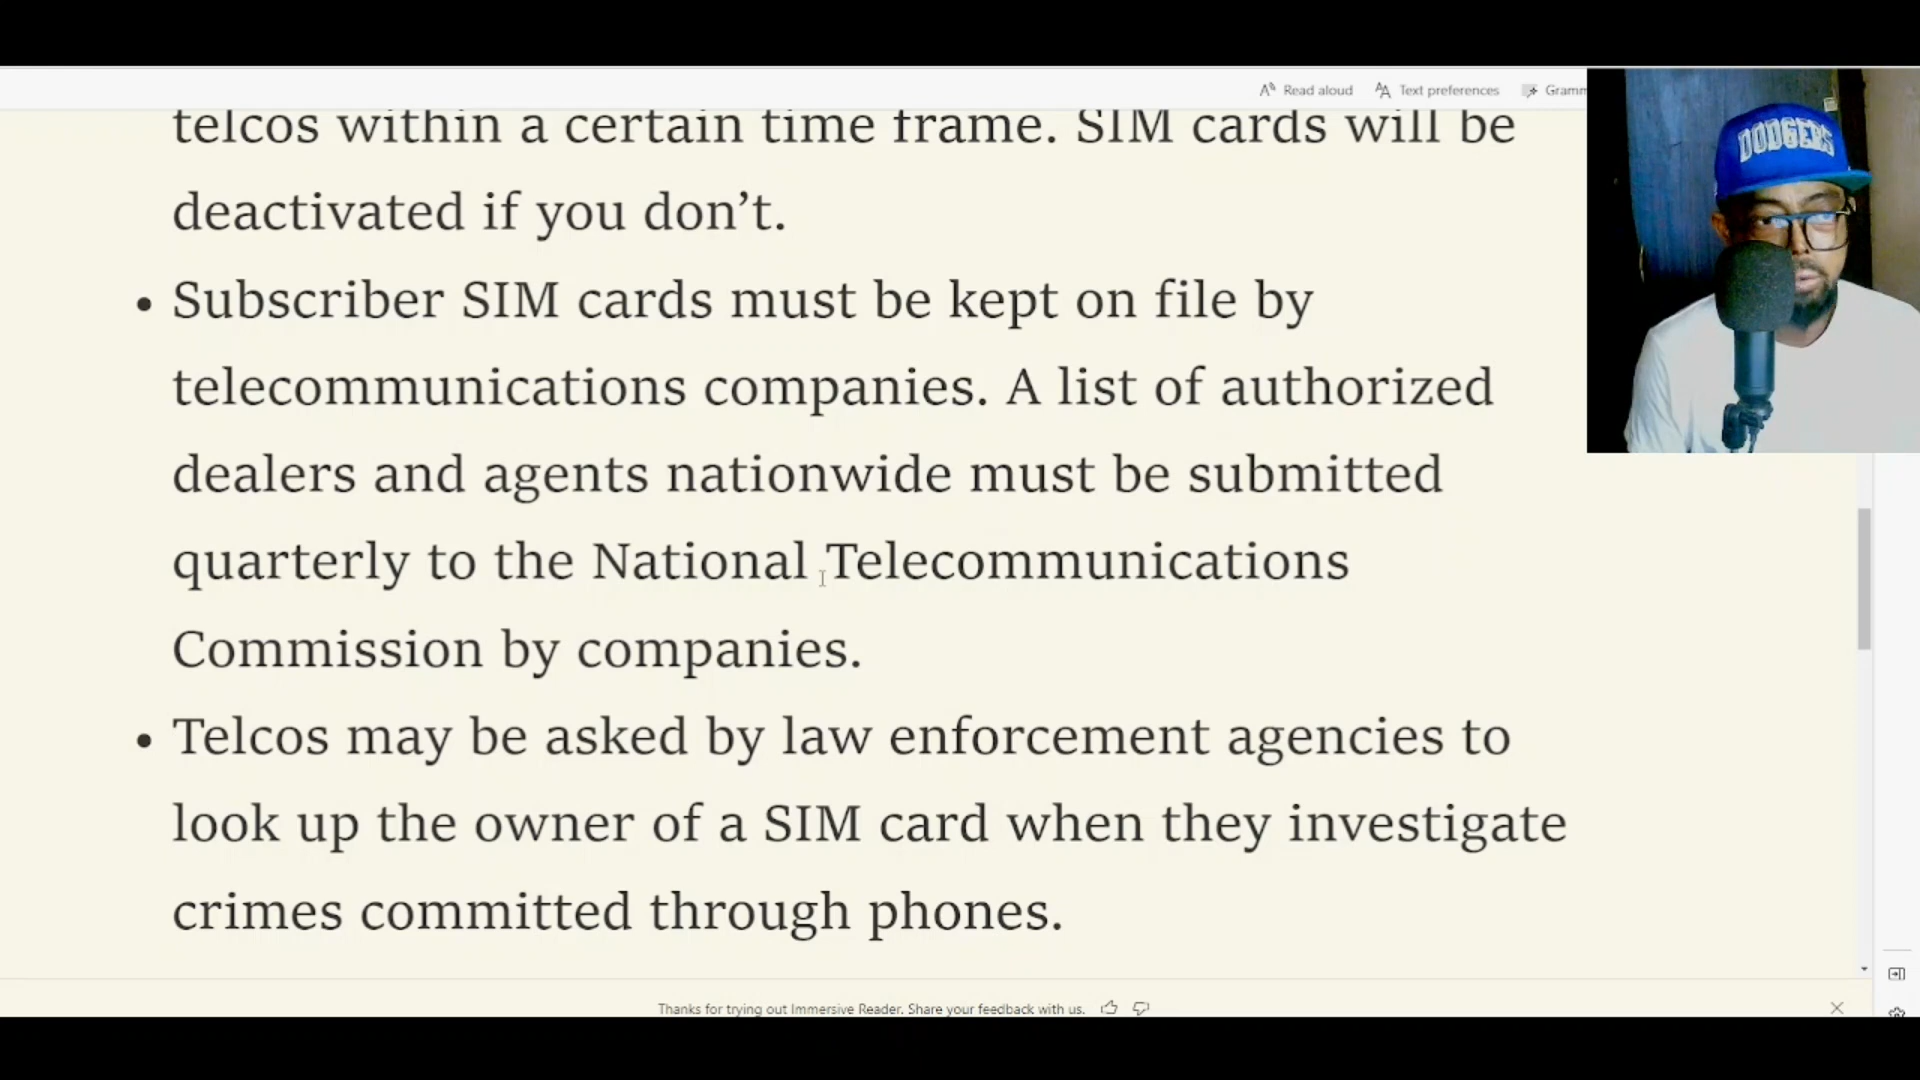 Read aloud Text preferences Gramm
DODGERS
telcos within a certain time frame. SIM cards will be
deactivated if you don’t.
• Subscriber SIM cards must be kept on file by
telecommunications companies. A list of authorized
dealers and agents nationwide must be submitted
quarterly to the National Telecommunications
Commission by companies.
• Telcos may be asked by law enforcement agencies to
look up the owner of a SIM card when they investigate
crimes committed through phones.
Thanks for trying out Immersive Reader. Share your feedback with us.